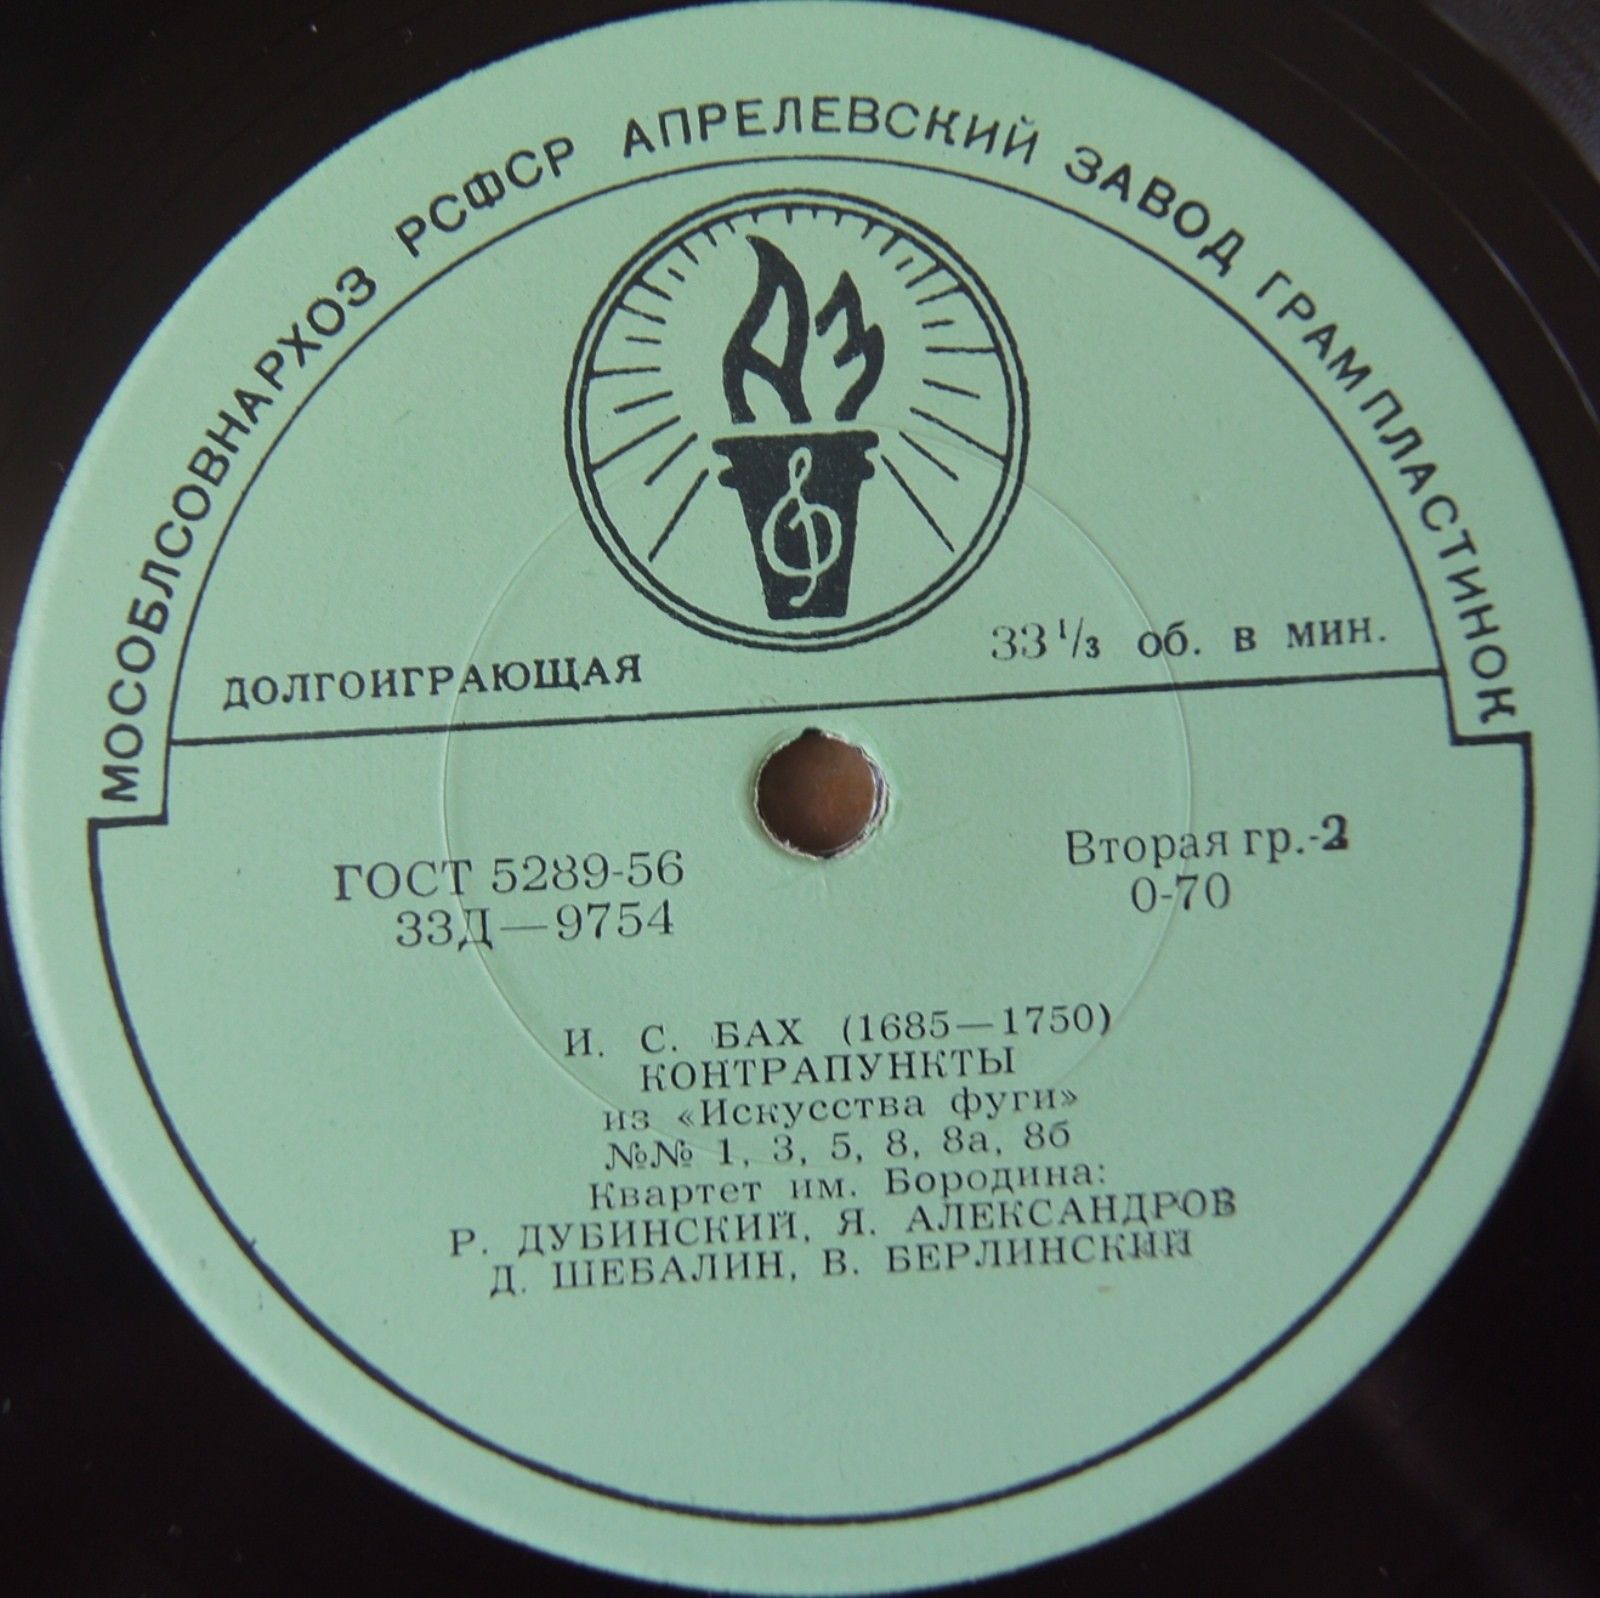 МОСОБЛСОВНАРХОЗ РСФСР АПРЕЛЕВСКИЙ ЗАВОД ГРАМПЛАСТИНОК
АЗ
ДОЛГОИГРАЮЩАЯ
33 1/3 об. в мин.
ГОСТ 5289-56
33Д—9754
Вторая гр.-2
0-70
И. С. БАХ (1685—1750)
КОНТРАПУНКТЫ
из «Искусства фуги»
№№ 1, 3, 5, 8, 8а, 8б
Квартет им. Бородина:
Р. ДУБИНСКИЙ, Я. АЛЕКСАНДРОВ
Д. ШЕБАЛИН, В. БЕРЛИНСКИЙ